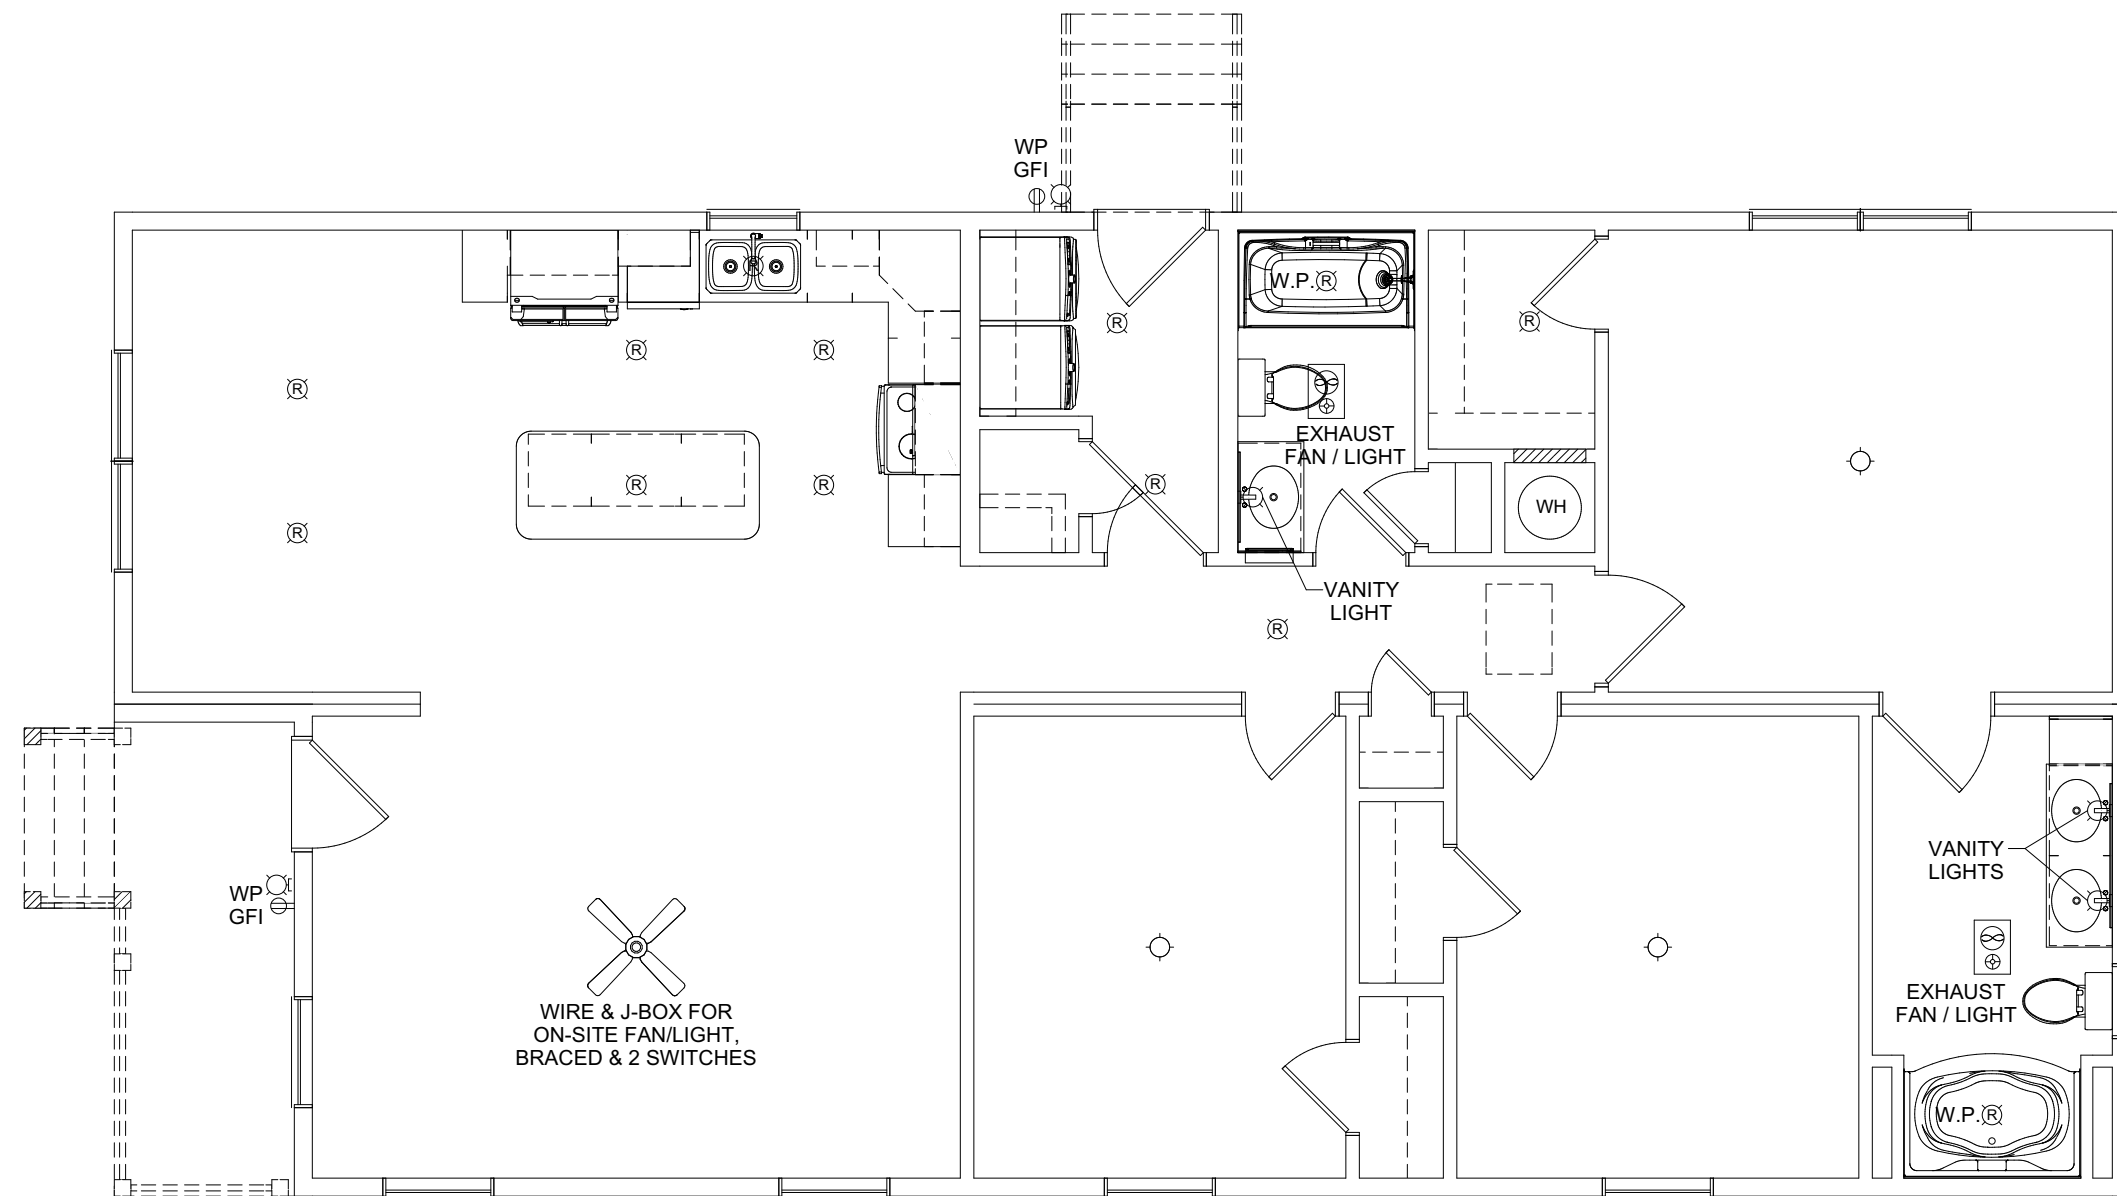 WP
GFI
W.P. R
R
R
R
R
R
R
EXHAUST
FAN / LIGHT
R
R
R
R
WH
VANITY
LIGHT
R
VANITY
LIGHTS
WP
GFI
WIRE & J-BOX FOR
ON-SITE FAN/LIGHT,
BRACED & 2 SWITCHES
EXHAUST
FAN / LIGHT
W.P. R